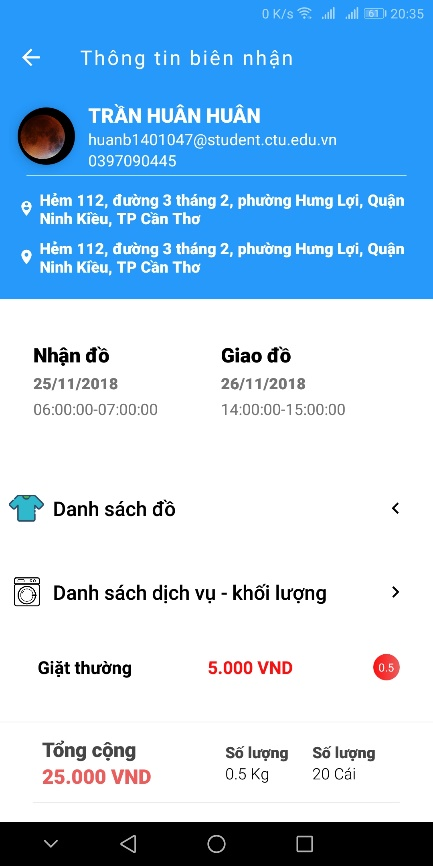 0 K/s 61 20:35
Thông tin biên nhận
TRẦN HUÂN HUÂN
huanb1401047@student.ctu.edu.vn
0397090445
Hẻm 112, đường 3 tháng 2, phường Hưng Lợi, Quận
Ninh Kiều, TP Cần Thơ
Hẻm 112, đường 3 tháng 2, phường Hưng Lợi, Quận
Ninh Kiều, TP Cần Thơ
Nhận đồ Giao đồ
25/11/2018 26/11/2018
06:00:00-07:00:00 14:00:00-15:00:00
Danh sách đồ
Danh sách dịch vụ - khối lượng
Giặt thường 5.000 VND 0.5
Tổng cộng Số lượng Số lượng
25.000 VND 0.5 Kg 20 Cái